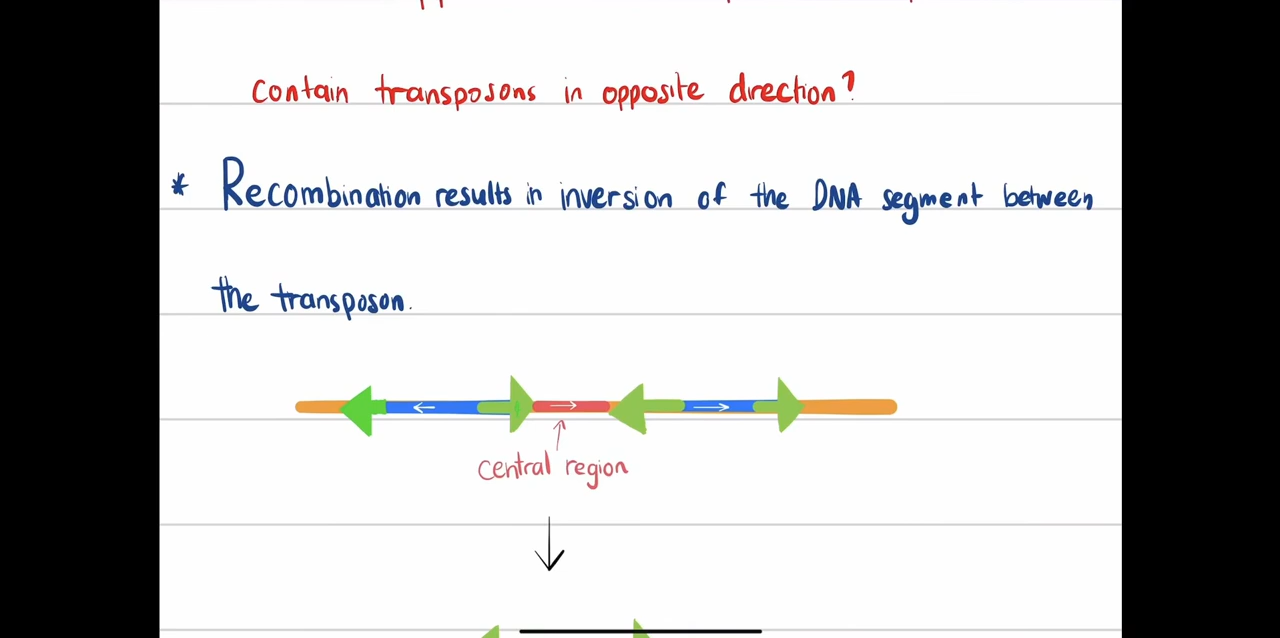 contain transposons in opposite direction?
* Recombination results in inversion of the DNA segment between
the transposon.
central region